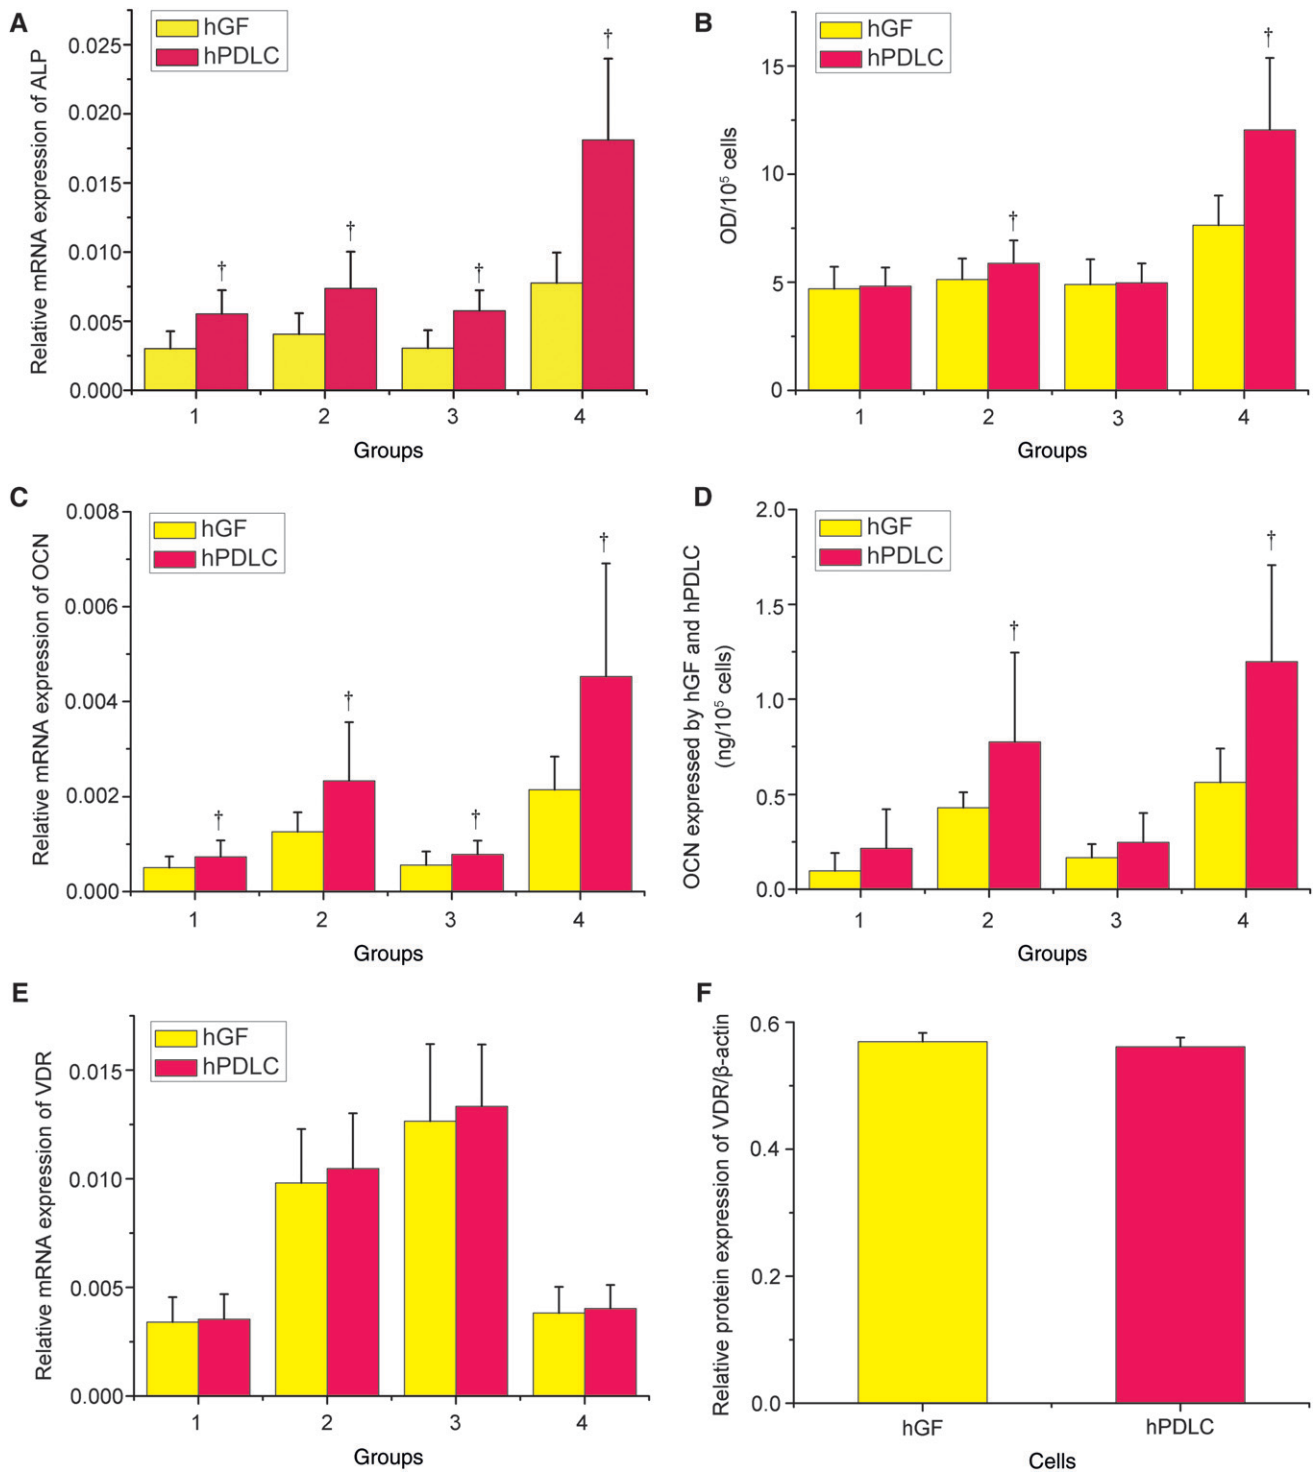 A
hGF
hPDLC
Relative mRNA expression of ALP
0.025
0.020
0.015
0.010
0.005
0.000
†
†
†
†
1 2 3 4
Groups
B
hGF
hPDLC
OD/10⁵ cells
15
10
5
0
†
†
1 2 3 4
Groups
C
hGF
hPDLC
Relative mRNA expression of OCN
0.008
0.006
0.004
0.002
0.000
†
†
†
†
1 2 3 4
Groups
D
hGF
hPDLC
OCN expressed by hGF and hPDLC
(ng/10⁵ cells)
2.0
1.5
1.0
0.5
0.0
†
†
1 2 3 4
Groups
E
hGF
hPDLC
Relative mRNA expression of VDR
0.015
0.010
0.005
0.000
1 2 3 4
Groups
F
Relative protein expression of VDR/β-actin
0.6
0.4
0.2
0.0
hGF hPDLC
Cells